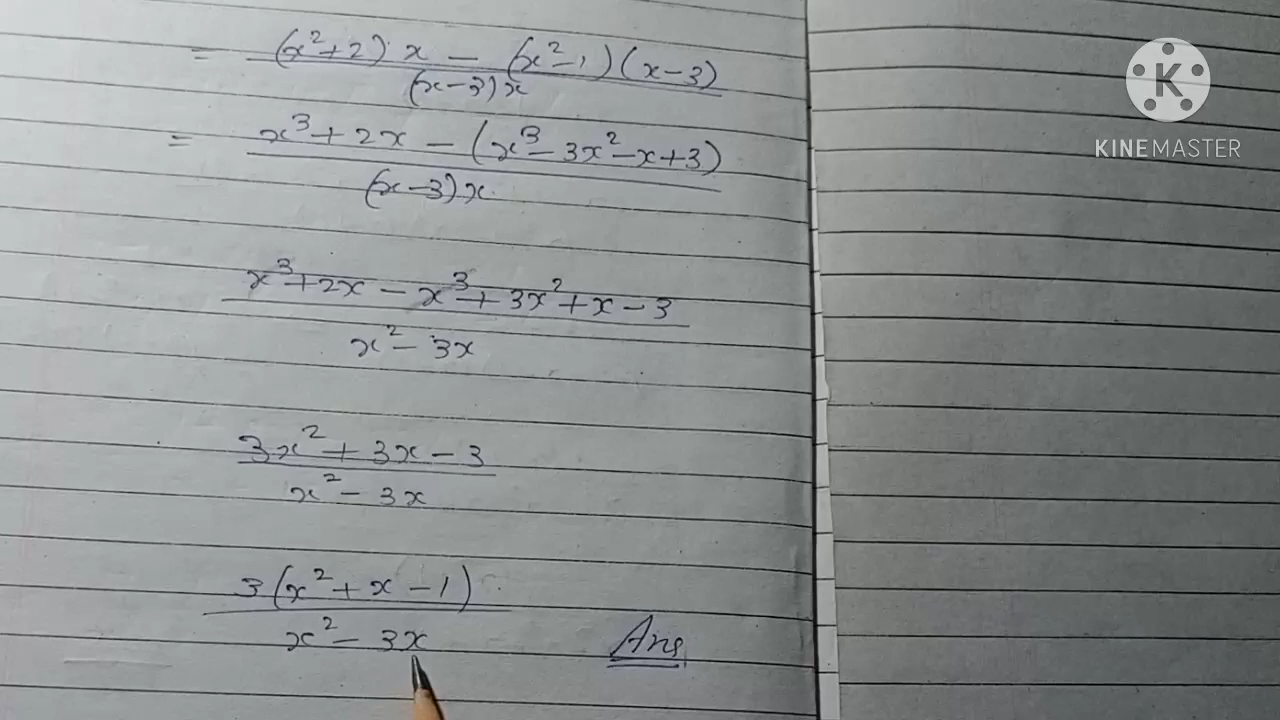 = (x²+2) x − (x²−1)(x−3)
(x−3)x
= x³+2x − (x³−3x²−x+3)
(x−3)x
x³+2x − x³+3x²+x−3
x²−3x
3x²+3x−3
x²−3x
3(x²+x−1)
x²−3x
Ans
K
KINEMASTER